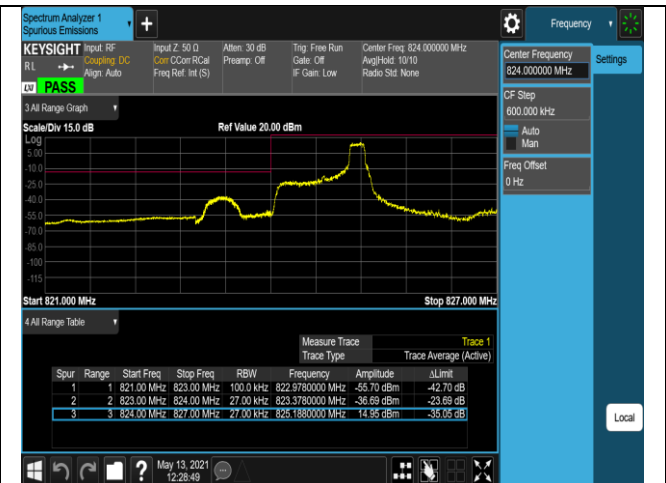 Spectrum Analyzer 1
Spurious Emissions
Frequency
KEYSIGHT
RL
Input: RF
Coupling: DC
Align: Auto
Input Z: 50 Ω
Corr CCorr RCal
Freq Ref: Int (S)
Atten: 30 dB
Preamp: Off
Trig: Free Run
Gate: Off
IF Gain: Low
Center Freq: 824.000000 MHz
Avg|Hold: 10/10
Radio Std: None
LXI PASS
3 All Range Graph
Scale/Div 15.0 dB
Ref Value 20.00 dBm
Log
5.00
-10.0
-25.0
-40.0
-55.0
-70.0
-85.0
-100
-115
Start 821.000 MHz
Stop 827.000 MHz
4 All Range Table
Measure Trace Trace 1
Trace Type Trace Average (Active)
Spur Range Start Freq Stop Freq RBW Frequency Amplitude ΔLimit
1 1 821.00 MHz 823.00 MHz 100.0 kHz 822.9780000 MHz -55.70 dBm -42.70 dB
2 2 823.00 MHz 824.00 MHz 27.00 kHz 823.3780000 MHz -36.69 dBm -23.69 dB
3 3 824.00 MHz 827.00 MHz 27.00 kHz 825.1880000 MHz 14.95 dBm -35.05 dB
May 13, 2021
12:28:49
Center Frequency
824.000000 MHz
Settings
CF Step
600.000 kHz
Auto
Man
Freq Offset
0 Hz
Local